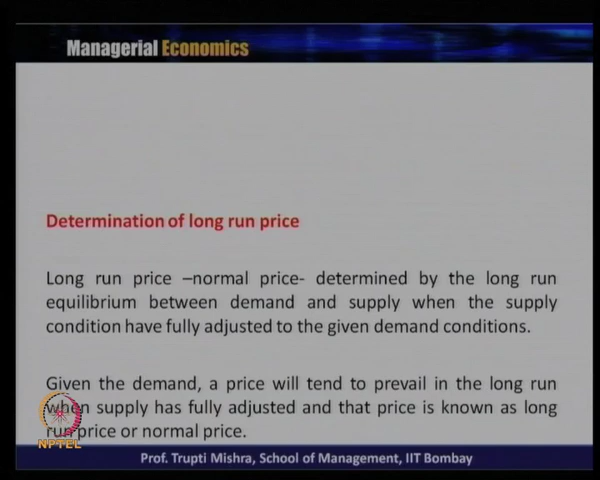 Managerial Economics
Determination of long run price
Long run price –normal price- determined by the long run
equilibrium between demand and supply when the supply
condition have fully adjusted to the given demand conditions.
Given the demand, a price will tend to prevail in the long run
when supply has fully adjusted and that price is known as long
run price or normal price.
NPTEL
Prof. Trupti Mishra, School of Management, IIT Bombay